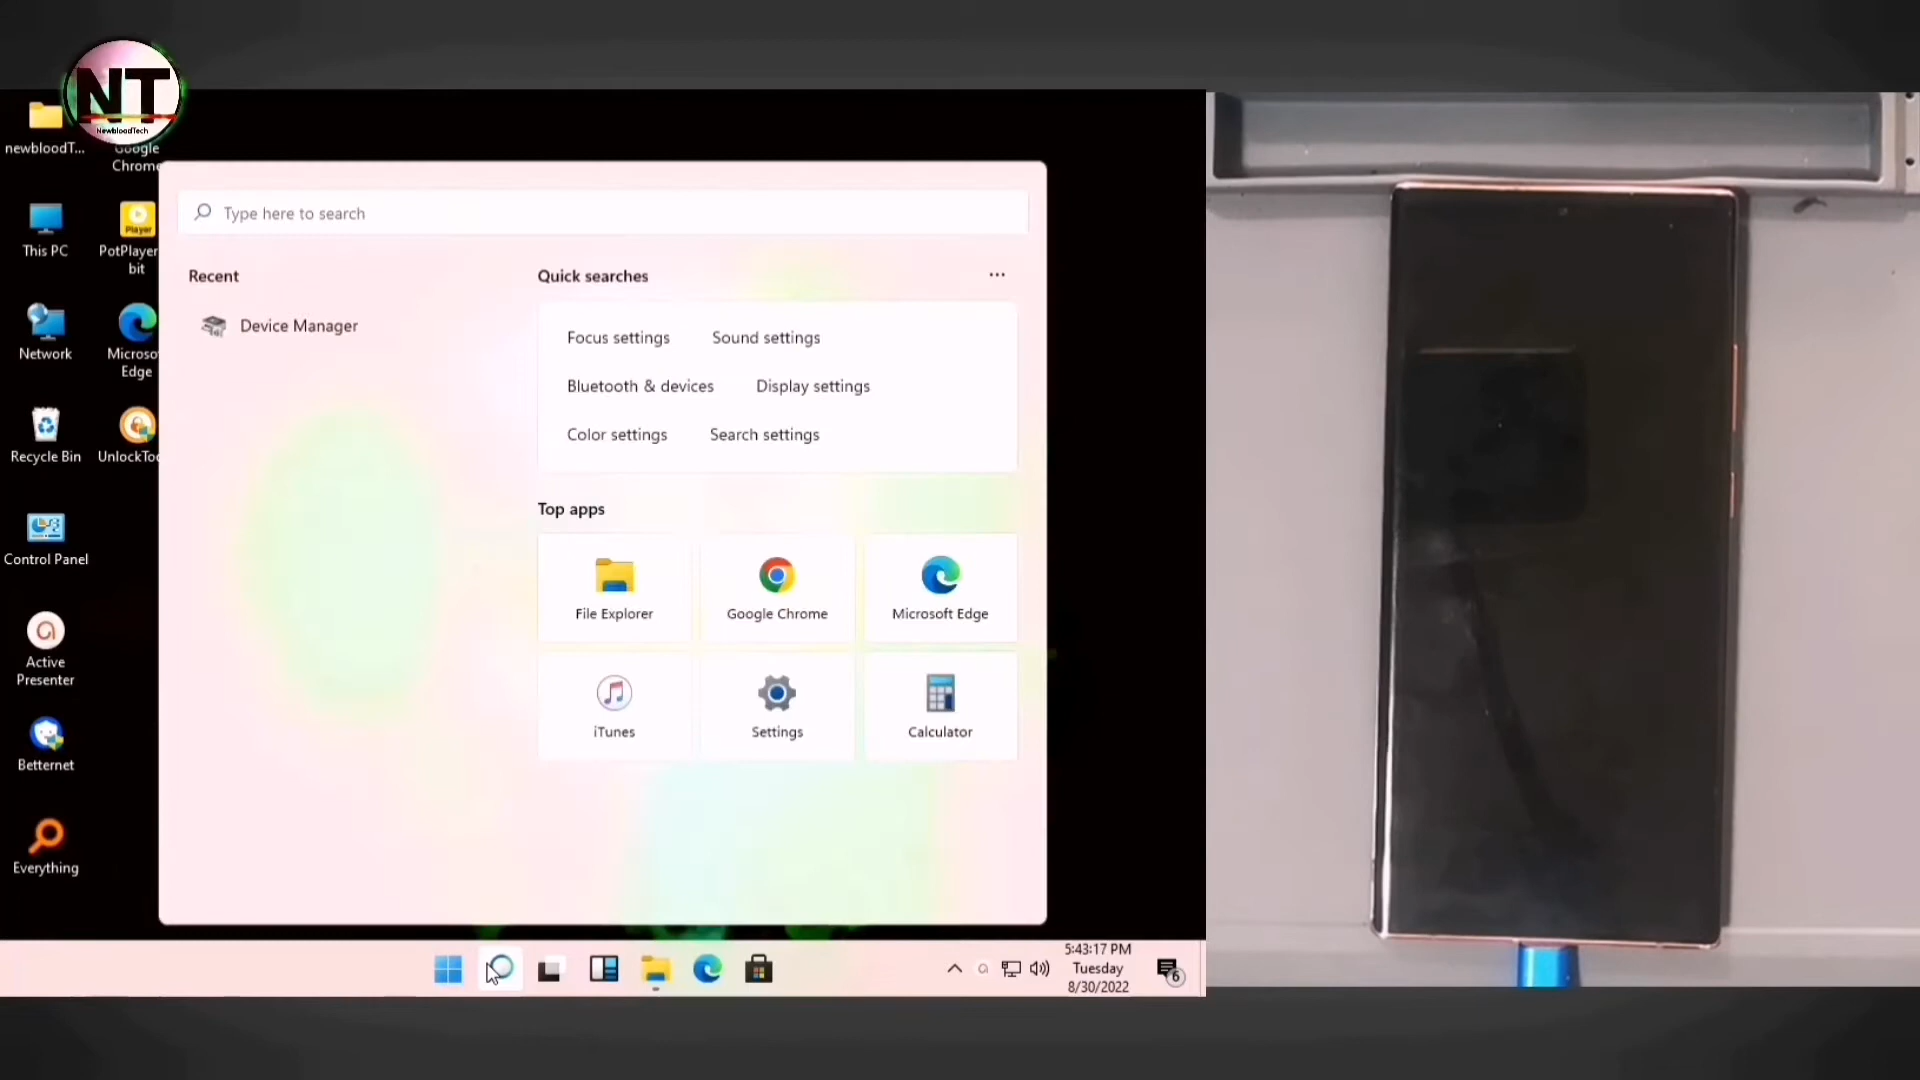 NT
NewbloodTech
newbloodT...
Google
Chrome
This PC
Player
PotPlayer
bit
Network
Microso
Edge
Recycle Bin
UnlockToo
Control Panel
Active
Presenter
Betternet
Everything
Type here to search
Recent
Device Manager
Quick searches
...
Focus settings
Sound settings
Bluetooth & devices
Display settings
Color settings
Search settings
Top apps
File Explorer
Google Chrome
Microsoft Edge
iTunes
Settings
Calculator
5:43:17 PM
Tuesday
8/30/2022
6